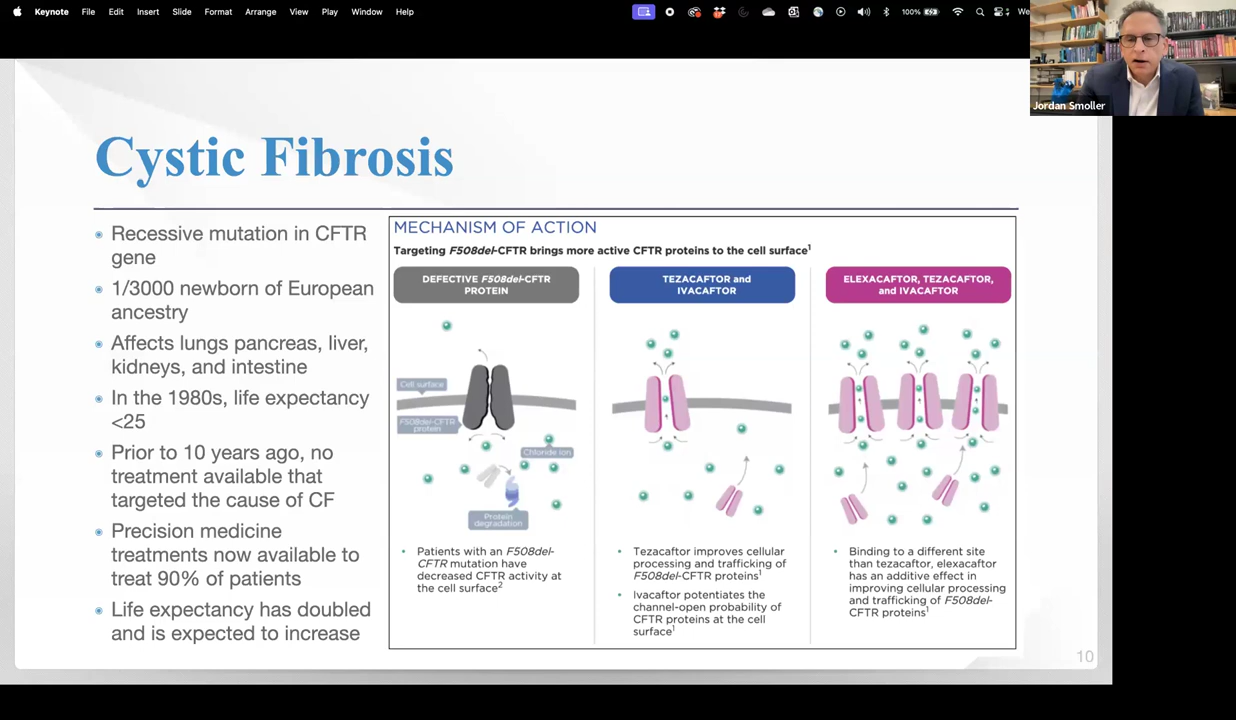 Keynote File Edit Insert Slide Format Arrange View Play Window Help 100% We
Jordan Smoller
Cystic Fibrosis
Recessive mutation in CFTR
gene
1/3000 newborn of European
ancestry
Affects lungs pancreas, liver,
kidneys, and intestine
In the 1980s, life expectancy
<25
Prior to 10 years ago, no
treatment available that
targeted the cause of CF
Precision medicine
treatments now available to
treat 90% of patients
Life expectancy has doubled
and is expected to increase
MECHANISM OF ACTION
Targeting F508del-CFTR brings more active CFTR proteins to the cell surface¹
DEFECTIVE F508del-CFTR
PROTEIN
Cell surface
F508del-CFTR
protein
Chloride ion
Protein
degradation
• Patients with an F508del-
CFTR mutation have
decreased CFTR activity at
the cell surface²
TEZACAFTOR and
IVACAFTOR
• Tezacaftor improves cellular
processing and trafficking of
F508del-CFTR proteins¹
• Ivacaftor potentiates the
channel-open probability of
CFTR proteins at the cell
surface¹
ELEXACAFTOR, TEZACAFTOR,
and IVACAFTOR
• Binding to a different site
than tezacaftor, elexacaftor
has an additive effect in
improving cellular processing
and trafficking of F508del-
CFTR proteins¹
10